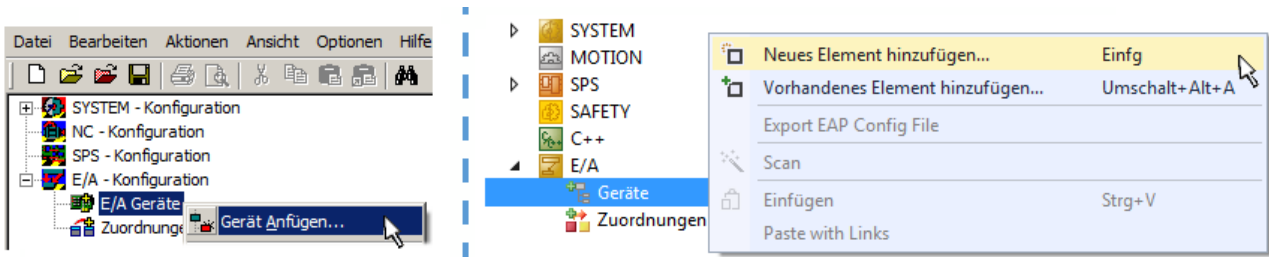 Datei Bearbeiten Aktionen Ansicht Optionen Hilfe
SYSTEM - Konfiguration
NC - Konfiguration
SPS - Konfiguration
E/A - Konfiguration
E/A Geräte
Gerät Anfügen...
Zuordnunge
SYSTEM
MOTION
SPS
SAFETY
C++
E/A
Geräte
Zuordnungen
Neues Element hinzufügen... Einfg
Vorhandenes Element hinzufügen... Umschalt+Alt+A
Export EAP Config File
Scan
Einfügen Strg+V
Paste with Links